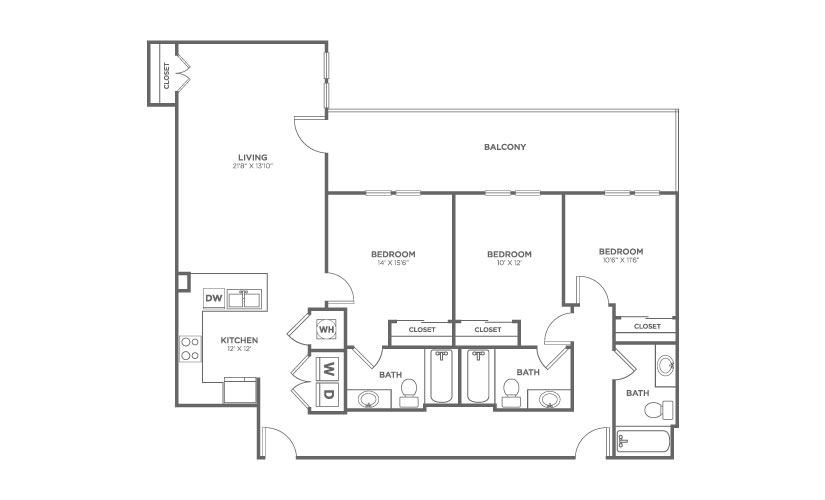 CLOSET
LIVING
21'8" X 13'10"
BALCONY
BEDROOM
14' X 15'6"
BEDROOM
10' X 12'
BEDROOM
10'6" X 11'6"
DW
KITCHEN
12' X 12'
WH
CLOSET
CLOSET
CLOSET
W
D
BATH
BATH
BATH